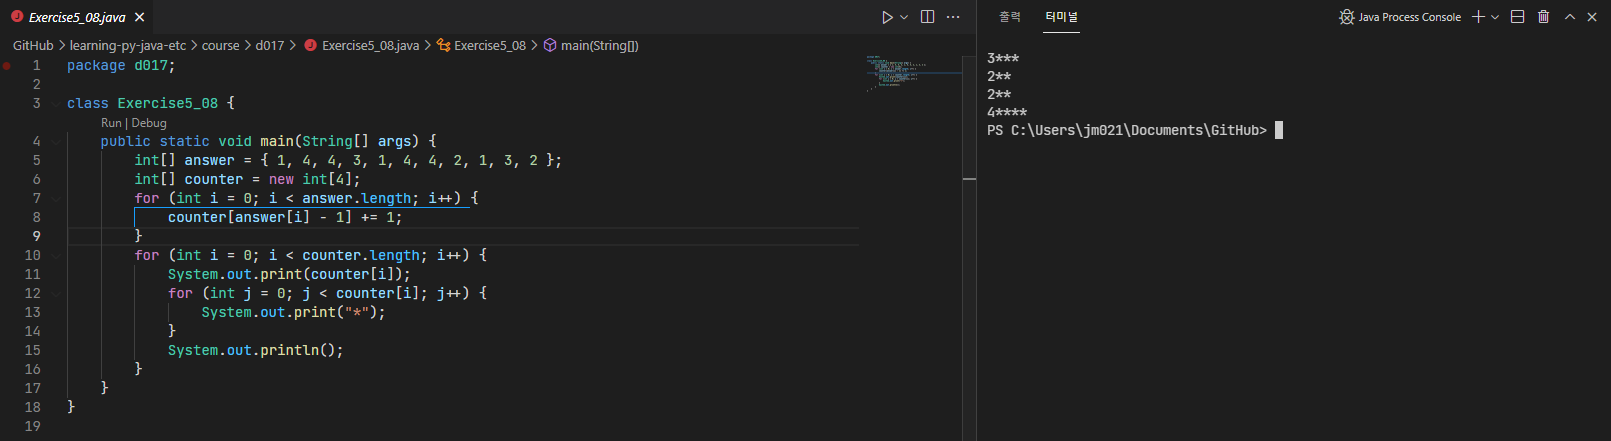 Exercise5_08.java
GitHub > learning-py-java-etc > course > d017 > Exercise5_08.java > Exercise5_08 > main(String[])
1 package d017;
2
3 class Exercise5_08 {
Run | Debug
4 public static void main(String[] args) {
5 int[] answer = { 1, 4, 4, 3, 1, 4, 4, 2, 1, 3, 2 };
6 int[] counter = new int[4];
7 for (int i = 0; i < answer.length; i++) {
8 counter[answer[i] - 1] += 1;
9 }
10 for (int i = 0; i < counter.length; i++) {
11 System.out.print(counter[i]);
12 for (int j = 0; j < counter[i]; j++) {
13 System.out.print("*");
14 }
15 System.out.println();
16 }
17 }
18 }
19
출력 터미널 Java Process Console
3***
2**
2**
4****
PS C:\Users\jm021\Documents\GitHub>